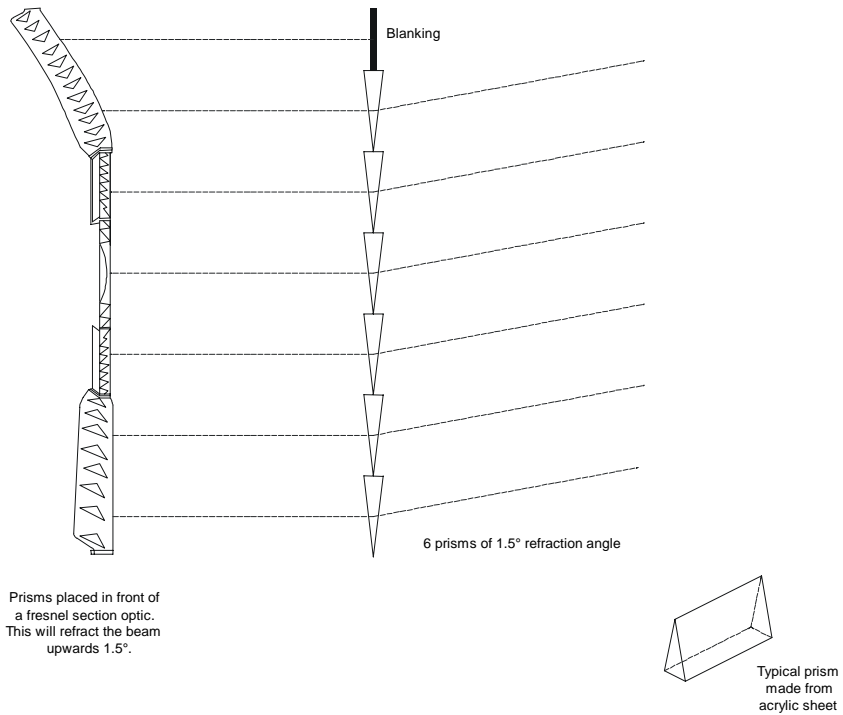 Blanking
6 prisms of 1.5° refraction angle
Prisms placed in front of
a fresnel section optic.
This will refract the beam
upwards 1.5°.
Typical prism
made from
acrylic sheet